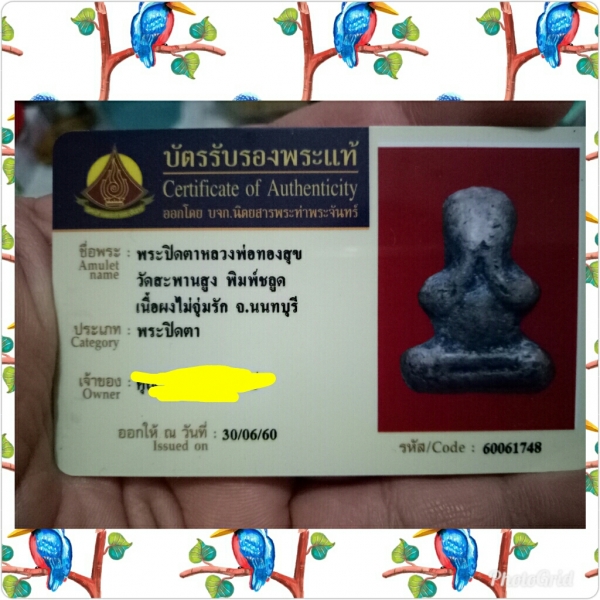 บัตรรับรองพระแท้
Certificate of Authenticity
ออกโดย บจก.นิตยสารพระท่าพระจันทร์
ชื่อพระ : พระปิดตาหลวงพ่อทองสุข
Amulet name
วัดสะพานสูง พิมพ์ชลูด
เนื้อผงไม่จุ่มรัก จ.นนทบุรี
ประเภท : พระปิดตา
Category
เจ้าของ :
Owner
ออกให้ ณ วันที่ : 30/06/60
Issued on
รหัส/Code : 60061748
PhotoGrid